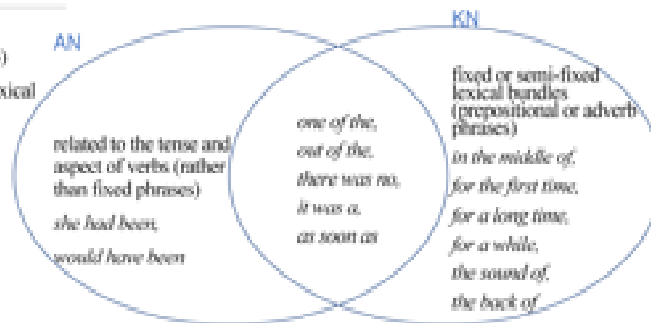 AN
KN
)
xical
related to the tense and
aspect of verbs (rather
than fixed phrases)
she had been,
would have been
one of the,
out of the,
there was no,
it was a,
as soon as
fixed or semi-fixed
lexical bundles
(prepositional or adverb
phrases)
in the middle of,
for the first time,
for a long time,
for a while,
the sound of,
the back of